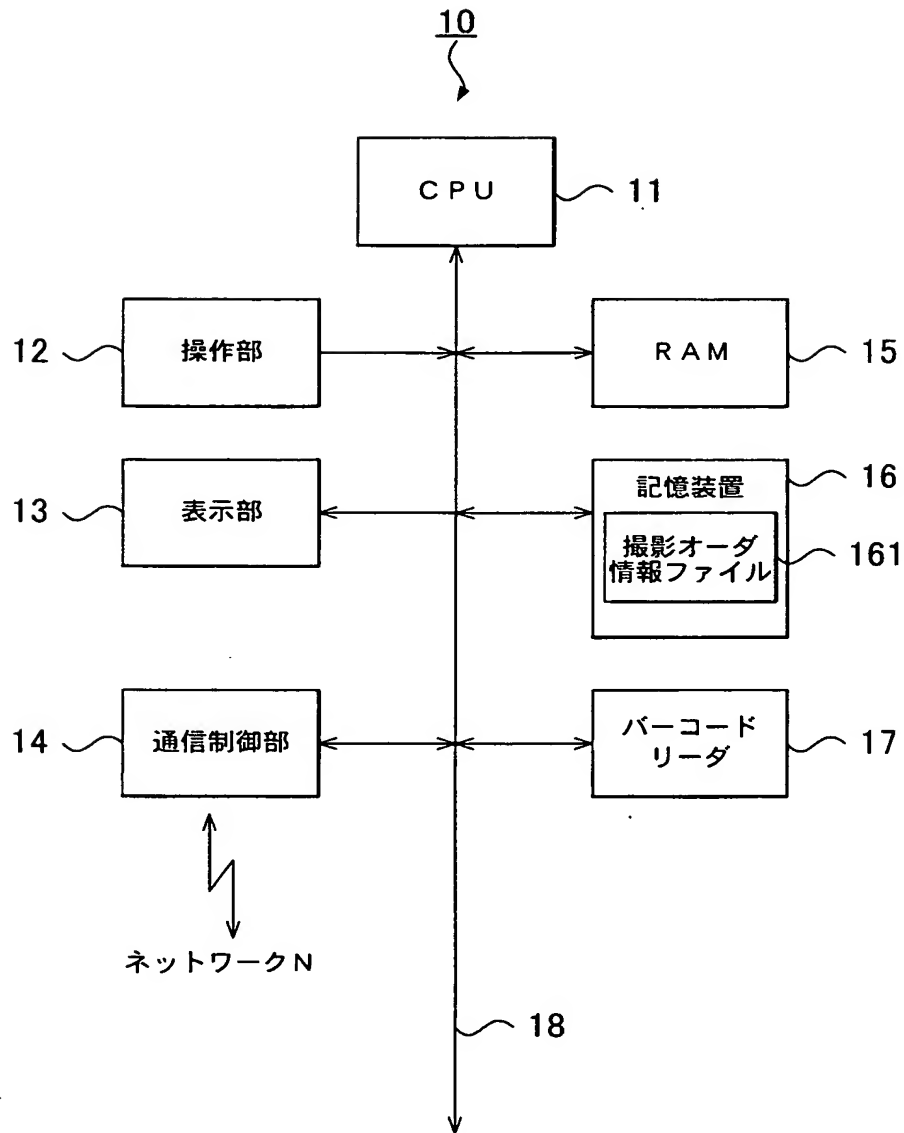 10
CPU
11
12
操作部
RAM
15
13
表示部
記憶装置
16
撮影オーダ
情報ファイル
161
14
通信制御部
バーコード
リーダ
17
ネットワークN
18